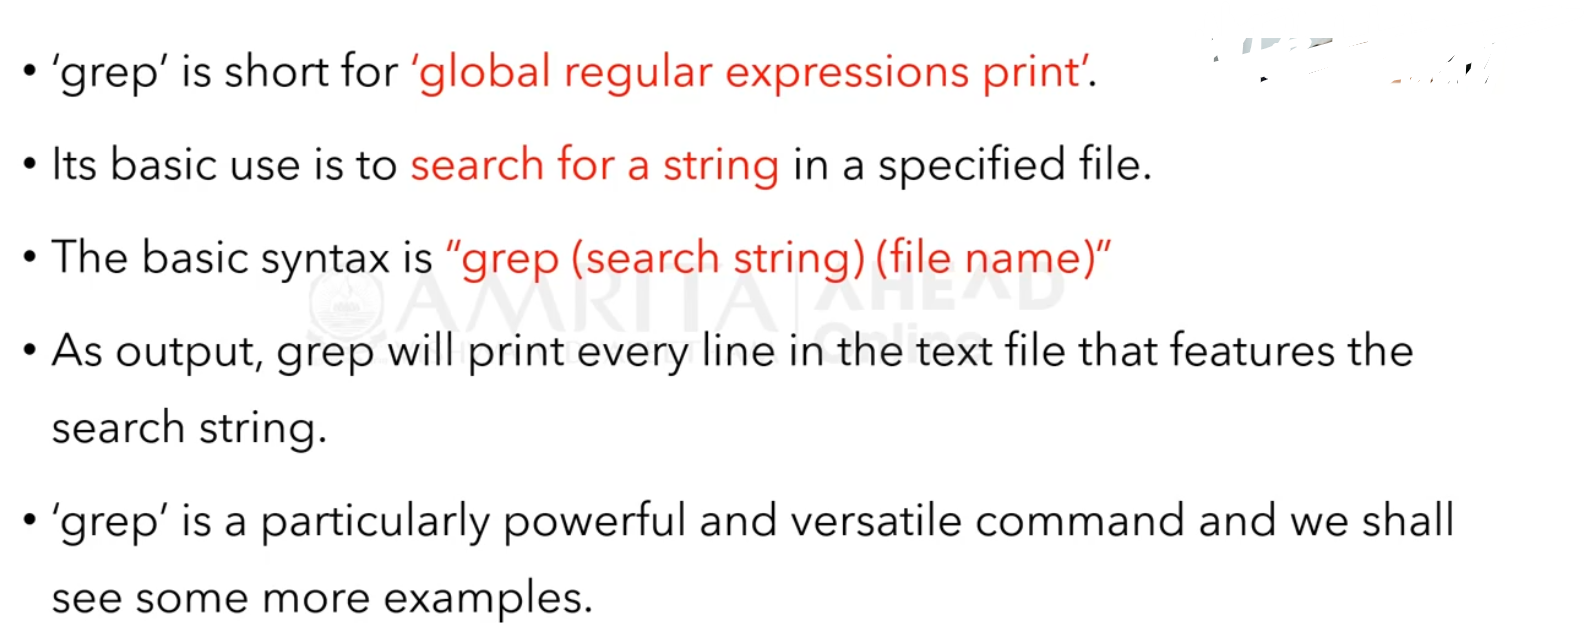 • ‘grep’ is short for ‘global regular expressions print’.
• Its basic use is to search for a string in a specified file.
• The basic syntax is “grep (search string) (file name)”
AMRITA AHEAD
Online
• As output, grep will print every line in the text file that features the
search string.
• ‘grep’ is a particularly powerful and versatile command and we shall
see some more examples.